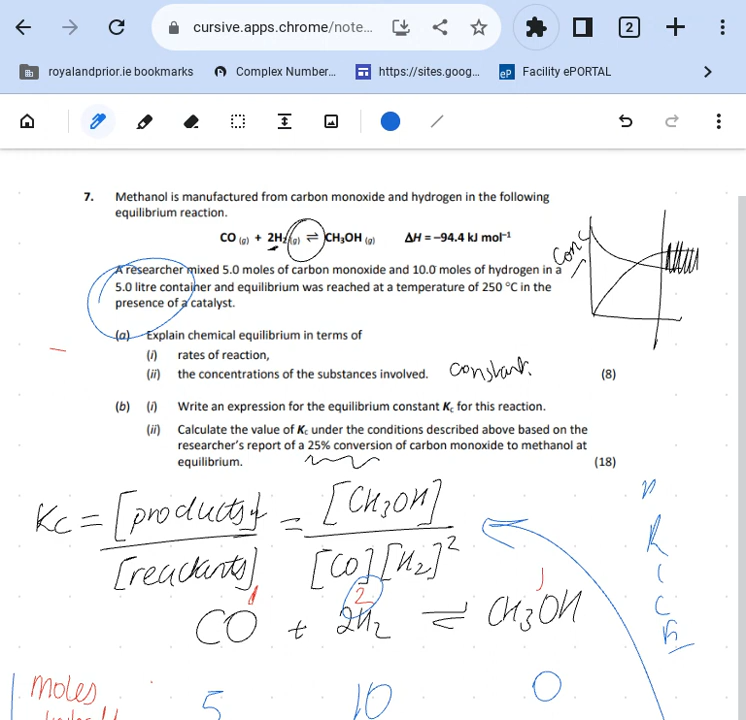 cursive.apps.chrome/note...
2
royalandprior.ie bookmarks
Complex Number...
https://sites.goog...
eP
Facility ePORTAL
7. Methanol is manufactured from carbon monoxide and hydrogen in the following
equilibrium reaction.
CO (g) + 2H₂(g) ⇌ CH₃OH (g) ΔH = –94.4 kJ mol⁻¹
Conc
A researcher mixed 5.0 moles of carbon monoxide and 10.0 moles of hydrogen in a
5.0 litre container and equilibrium was reached at a temperature of 250 °C in the
presence of a catalyst.
(a) Explain chemical equilibrium in terms of
(i) rates of reaction,
(ii) the concentrations of the substances involved. constant. (8)
(b) (i) Write an expression for the equilibrium constant Kc for this reaction.
(ii) Calculate the value of Kc under the conditions described above based on the
researcher's report of a 25% conversion of carbon monoxide to methanol at
equilibrium. (18)
Kc = [products] = [CH₃OH]
[reactants] [CO][H₂]²
R
I
C
1 2 1
CO + 2H₂ ⇌ CH₃OH
moles
5 10 0